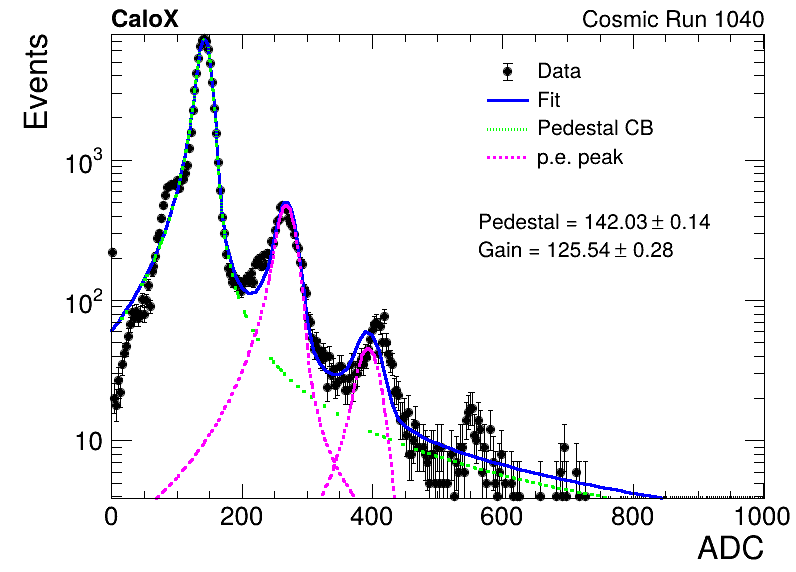 CaloX Cosmic Run 1040
Events
Data
Fit
Pedestal CB
p.e. peak
Pedestal = 142.03 ± 0.14
Gain = 125.54 ± 0.28
10³
10²
10
0 200 400 600 800 1000
ADC